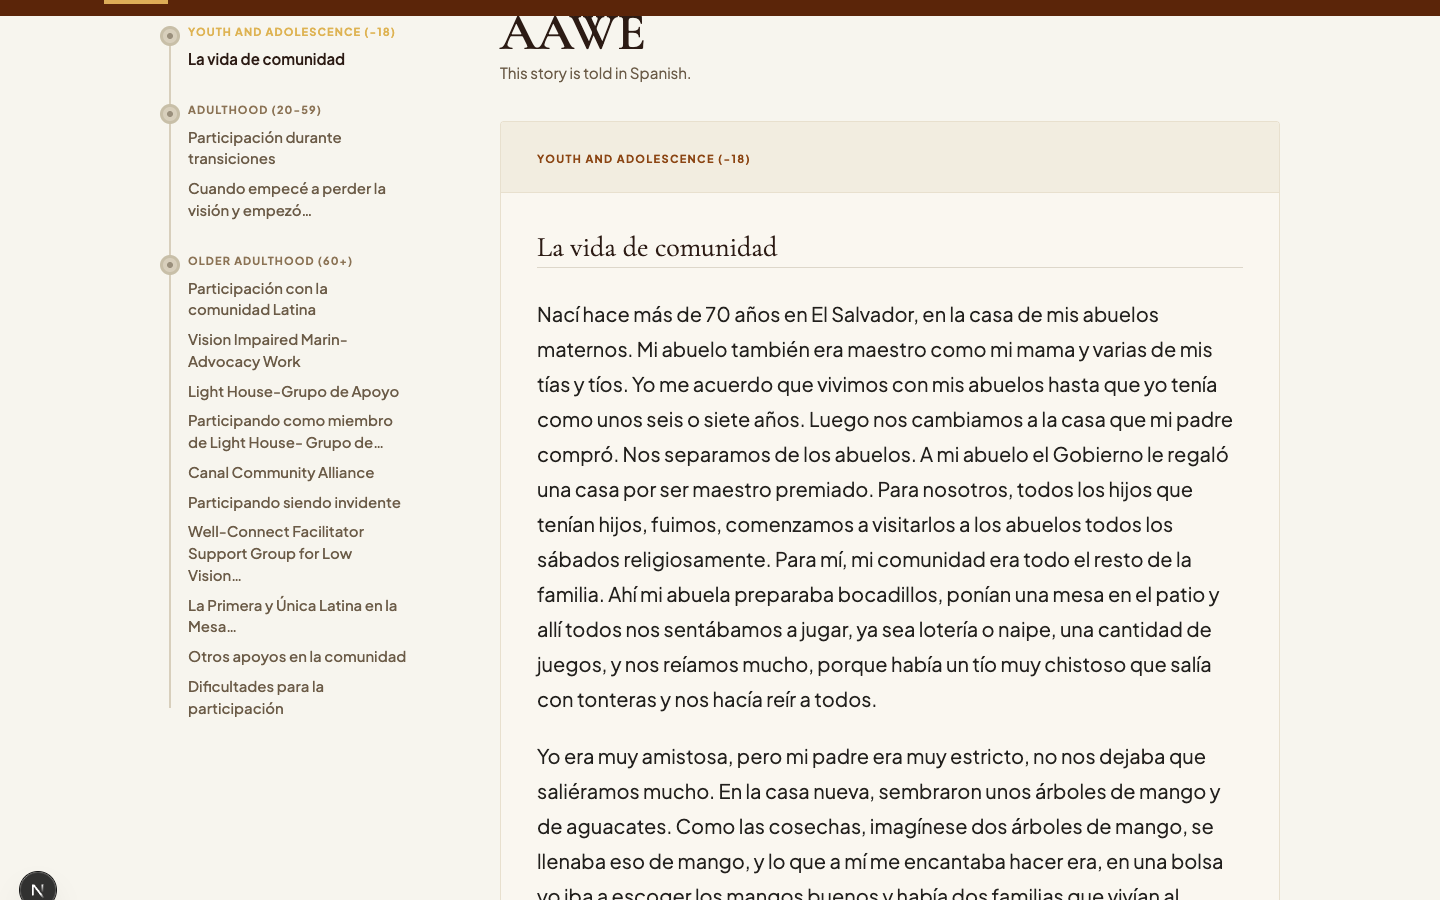 YOUTH AND ADOLESCENCE (-18)
La vida de comunidad
ADULTHOOD (20-59)
Participación durante
transiciones
Cuando empecé a perder la
visión y empezó...
OLDER ADULTHOOD (60+)
Participación con la
comunidad Latina
Vision Impaired Marin-
Advocacy Work
Light House-Grupo de Apoyo
Participando como miembro
de Light House- Grupo de...
Canal Community Alliance
Participando siendo invidente
Well-Connect Facilitator
Support Group for Low
Vision...
La Primera y Única Latina en la
Mesa...
Otros apoyos en la comunidad
Dificultades para la
participación
AAWE
This story is told in Spanish.
YOUTH AND ADOLESCENCE (-18)
La vida de comunidad
Nací hace más de 70 años en El Salvador, en la casa de mis abuelos
maternos. Mi abuelo también era maestro como mi mama y varias de mis
tías y tíos. Yo me acuerdo que vivimos con mis abuelos hasta que yo tenía
como unos seis o siete años. Luego nos cambiamos a la casa que mi padre
compró. Nos separamos de los abuelos. A mi abuelo el Gobierno le regaló
una casa por ser maestro premiado. Para nosotros, todos los hijos que
tenían hijos, fuimos, comenzamos a visitarlos a los abuelos todos los
sábados religiosamente. Para mí, mi comunidad era todo el resto de la
familia. Ahí mi abuela preparaba bocadillos, ponían una mesa en el patio y
allí todos nos sentábamos a jugar, ya sea lotería o naipe, una cantidad de
juegos, y nos reíamos mucho, porque había un tío muy chistoso que salía
con tonteras y nos hacía reír a todos.
Yo era muy amistosa, pero mi padre era muy estricto, no nos dejaba que
saliéramos mucho. En la casa nueva, sembraron unos árboles de mango y
de aguacates. Como las cosechas, imagínese dos árboles de mango, se
llenaba eso de mango, y lo que a mí me encantaba hacer era, en una bolsa
yo iba a escoger los mangos buenos y había dos familias que vivían al
N